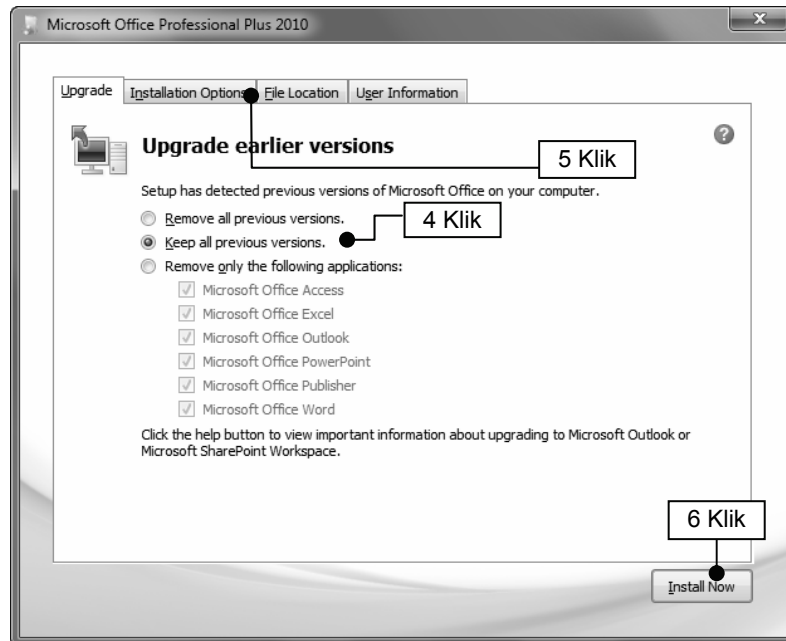 Microsoft Office Professional Plus 2010
Upgrade
Installation Options
File Location
User Information
Upgrade earlier versions
5 Klik
Setup has detected previous versions of Microsoft Office on your computer.
Remove all previous versions.
4 Klik
Keep all previous versions.
Remove only the following applications:
Microsoft Office Access
Microsoft Office Excel
Microsoft Office Outlook
Microsoft Office PowerPoint
Microsoft Office Publisher
Microsoft Office Word
Click the help button to view important information about upgrading to Microsoft Outlook or
Microsoft SharePoint Workspace.
6 Klik
Install Now